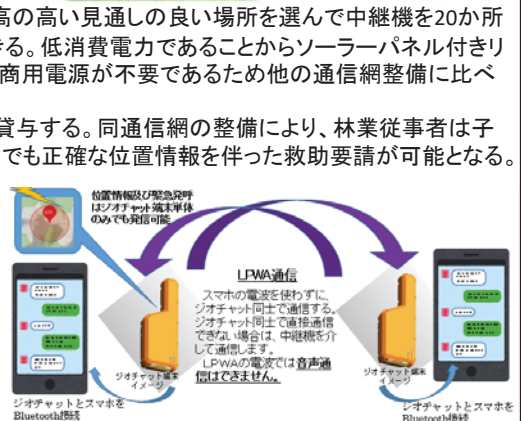 高の高い見通しの良い場所を選んで中継機を20か所
きる。低消費電力であることからソーラーパネル付きリ
商用電源が不要であるため他の通信網整備に比べ
貸与する。同通信網の整備により、林業従事者は子
でも正確な位置情報を伴った救助要請が可能となる。
位置情報及び緊急発呼
はジオチャット端末単体
のみでも発信可能
LPWA通信
スマホの電波を使わずに、
ジオチャット同士で通信する。
ジオチャット同士で直接通信
できない場合は、中継機を介
して通信します。
LPWAの電波では音声通
信はできません。
ジオチャット端末
イメージ
ジオチャット端末
イメージ
ジオチャットとスマホを
Bluetooth接続
ジオチャットとスマホを
Bluetooth接続